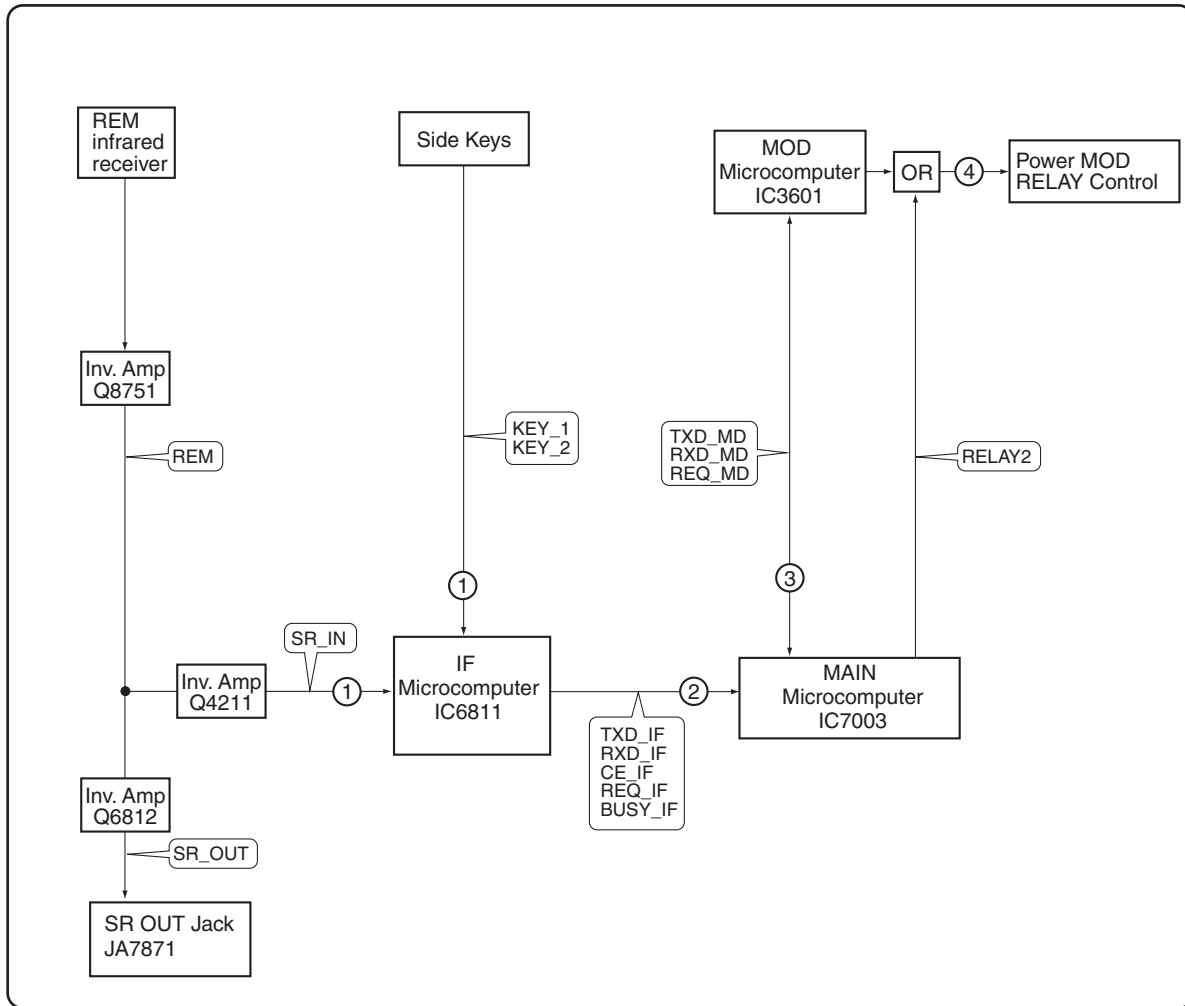 REM
infrared
receiver
Side Keys
MOD
Microcomputer
IC3601
OR
4
Power MOD
RELAY Control
Inv. Amp
Q8751
REM
KEY_1
KEY_2
TXD_MD
RXD_MD
REQ_MD
RELAY2
1
3
SR_IN
Inv. Amp
Q4211
1
IF
Microcomputer
IC6811
2
TXD_IF
RXD_IF
CE_IF
REQ_IF
BUSY_IF
MAIN
Microcomputer
IC7003
Inv. Amp
Q6812
SR_OUT
SR OUT Jack
JA7871